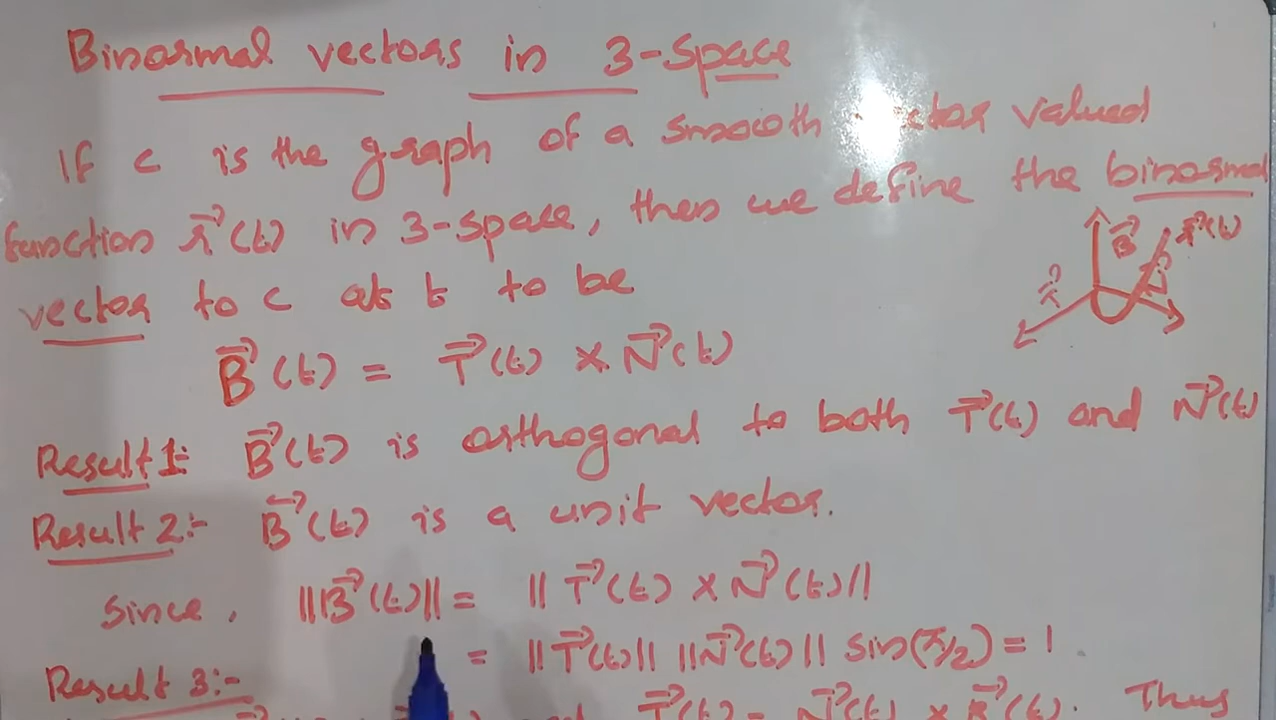 Binormal vectors in 3-space
If c is the graph of a smooth vector valued
function r⃗(t) in 3-space, then we define the binormal
vector to c at t to be
B⃗(t) = T⃗(t) × N⃗(t)
B⃗
r⃗(t)
Result 1:- B⃗(t) is orthogonal to both T⃗(t) and N⃗(t)
Result 2:- B⃗(t) is a unit vector.
Since, ||B⃗(t)|| = ||T⃗(t) × N⃗(t)||
= ||T⃗(t)|| ||N⃗(t)|| sin(π/2) = 1.
Result 3:-
T⃗(t) = N⃗(t) × B⃗(t). Thus